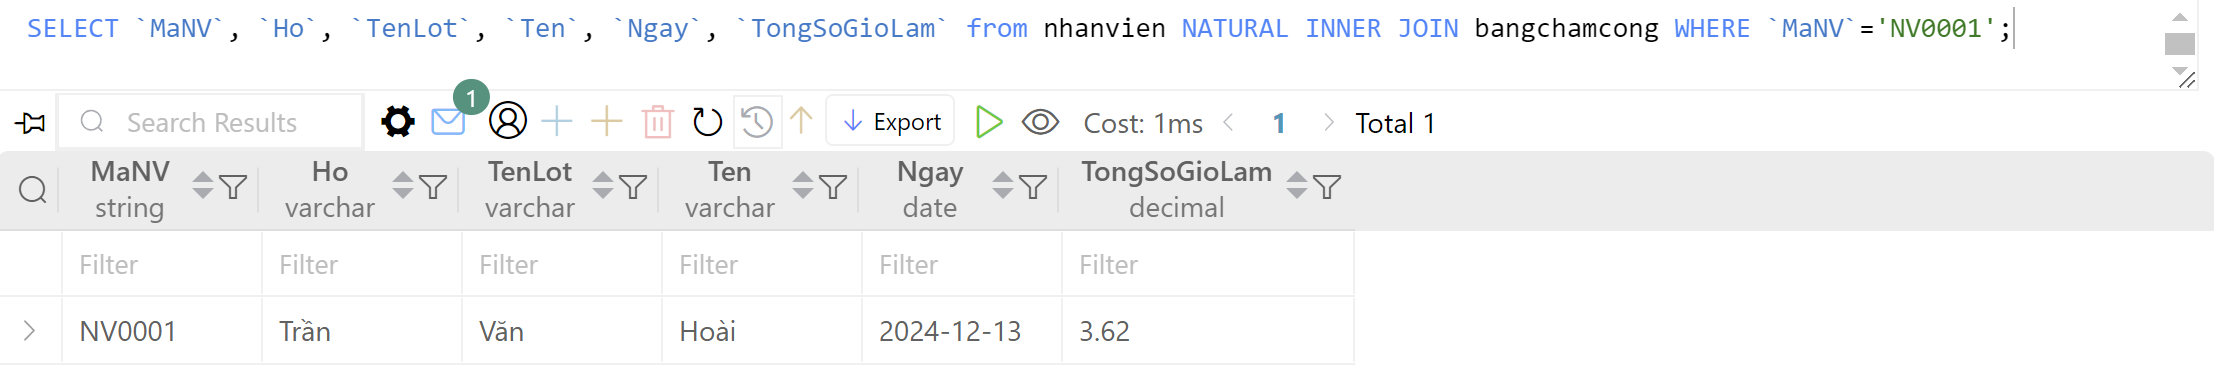 SELECT `MaNV`, `Ho`, `TenLot`, `Ten`, `Ngay`, `TongSoGioLam` from nhanvien NATURAL INNER JOIN bangchamcong WHERE `MaNV`='NV0001';
Search Results 1 Export Cost: 1ms 1 Total 1
MaNV Ho TenLot Ten Ngay TongSoGioLam
string varchar varchar varchar date decimal
Filter Filter Filter Filter Filter Filter
NV0001 Trần Văn Hoài 2024-12-13 3.62